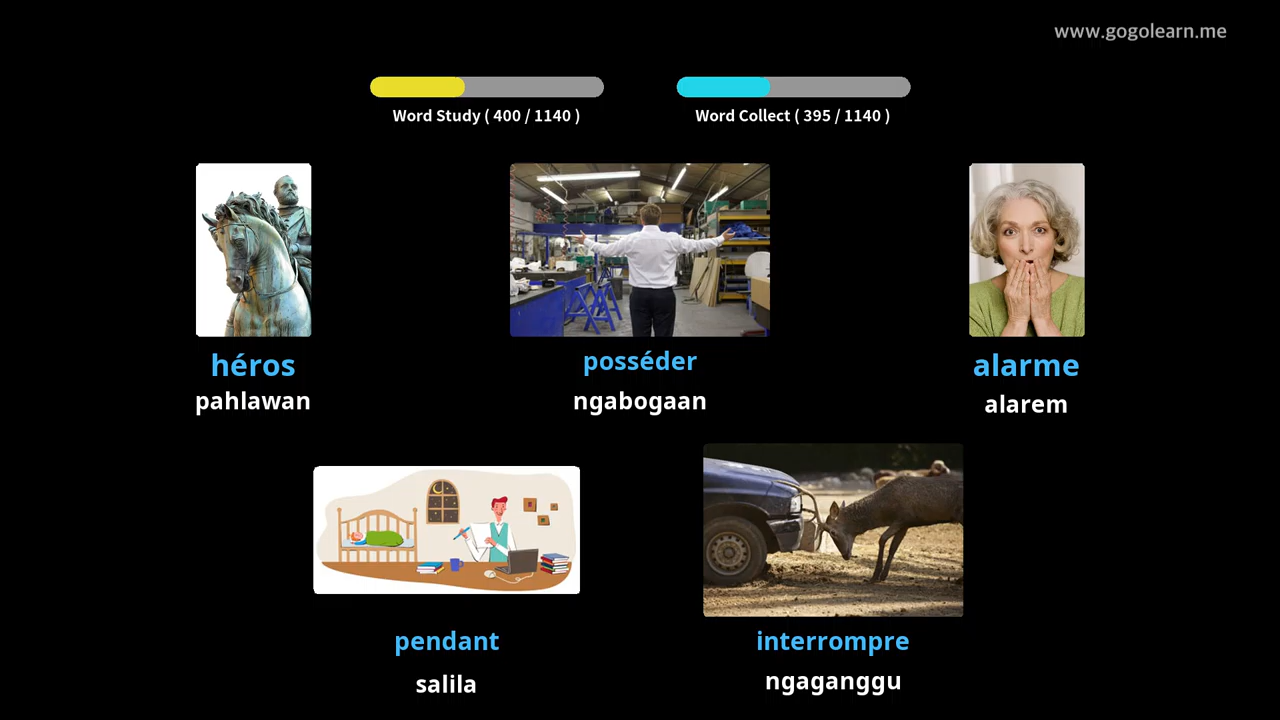 www.gogolearn.me
Word Study ( 400 / 1140 )
Word Collect ( 395 / 1140 )
héros
pahlawan
posséder
ngabogaan
alarme
alarem
pendant
salila
interrompre
ngaganggu